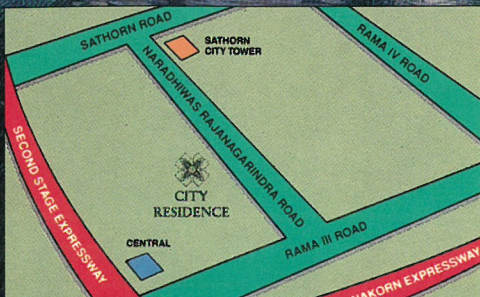 SATHORN ROAD
SATHORN
CITY TOWER
RAMA IV ROAD
NARADHIWAS RAJANAGARINDRA ROAD
SECOND STAGE EXPRESSWAY
CITY
RESIDENCE
CENTRAL
RAMA III ROAD
NAKORN EXPRESSWAY